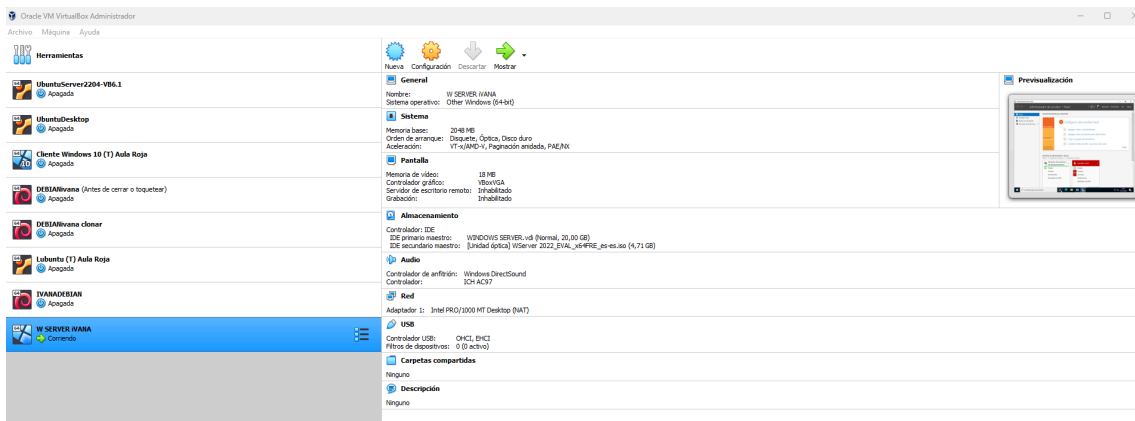 Oracle VM VirtualBox Administrador
Archivo Máquina Ayuda
Herramientas
UbuntuServer2204-VB6.1
Apagada
UbuntuDesktop
Apagada
Cliente Windows 10 (T) Aula Roja
Apagada
DEBIANivana (Antes de cerrar o toquetear)
Apagada
DEBIANivana clonar
Apagada
Lubuntu (T) Aula Roja
Apagada
IVANADEBIAN
Apagada
W SERVER iVANA
Corriendo
Nueva Configuración Descartar Mostrar
General
Nombre: W SERVER iVANA
Sistema operativo: Other Windows (64-bit)
Sistema
Memoria base: 2048 MB
Orden de arranque: Disquete, Óptica, Disco duro
Aceleración: VT-x/AMD-V, Paginación anidada, PAE/NX
Pantalla
Memoria de vídeo: 18 MB
Controlador gráfico: VBoxVGA
Servidor de escritorio remoto: Inhabilitado
Grabación: Inhabilitado
Almacenamiento
Controlador: IDE
IDE primario maestro: WINDOWS SERVER.vdi (Normal, 20,00 GB)
IDE secundario maestro: [Unidad óptica] WServer 2022_EVAL_x64FRE_es-es.iso (4,71 GB)
Audio
Controlador de anfitrión: Windows DirectSound
Controlador: ICH AC97
Red
Adaptador 1: Intel PRO/1000 MT Desktop (NAT)
USB
Controlador USB: OHCI, EHCI
Filtros de dispositivos: 0 (0 activo)
Carpetas compartidas
Ninguno
Descripción
Ninguno
Previsualización